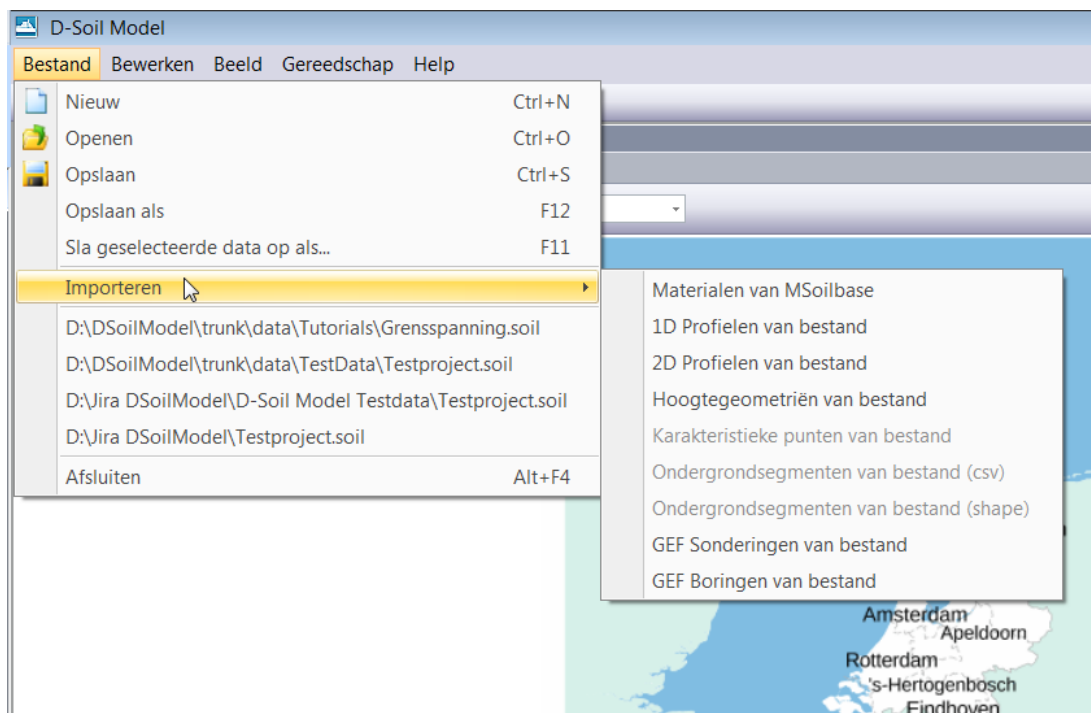 D-Soil Model
Bestand Bewerken Beeld Gereedschap Help
Nieuw Ctrl+N
Openen Ctrl+O
Opslaan Ctrl+S
Opslaan als F12
Sla geselecteerde data op als... F11
Importeren
D:\DSoilModel\trunk\data\Tutorials\Grensspanning.soil
D:\DSoilModel\trunk\data\TestData\Testproject.soil
D:\Jira DSoilModel\D-Soil Model Testdata\Testproject.soil
D:\Jira DSoilModel\Testproject.soil
Afsluiten Alt+F4
Materialen van MSoilbase
1D Profielen van bestand
2D Profielen van bestand
Hoogtegeometriën van bestand
Karakteristieke punten van bestand
Ondergrondsegmenten van bestand (csv)
Ondergrondsegmenten van bestand (shape)
GEF Sonderingen van bestand
GEF Boringen van bestand
Amsterdam
Apeldoorn
Rotterdam
's-Hertogenbosch
Eindhoven